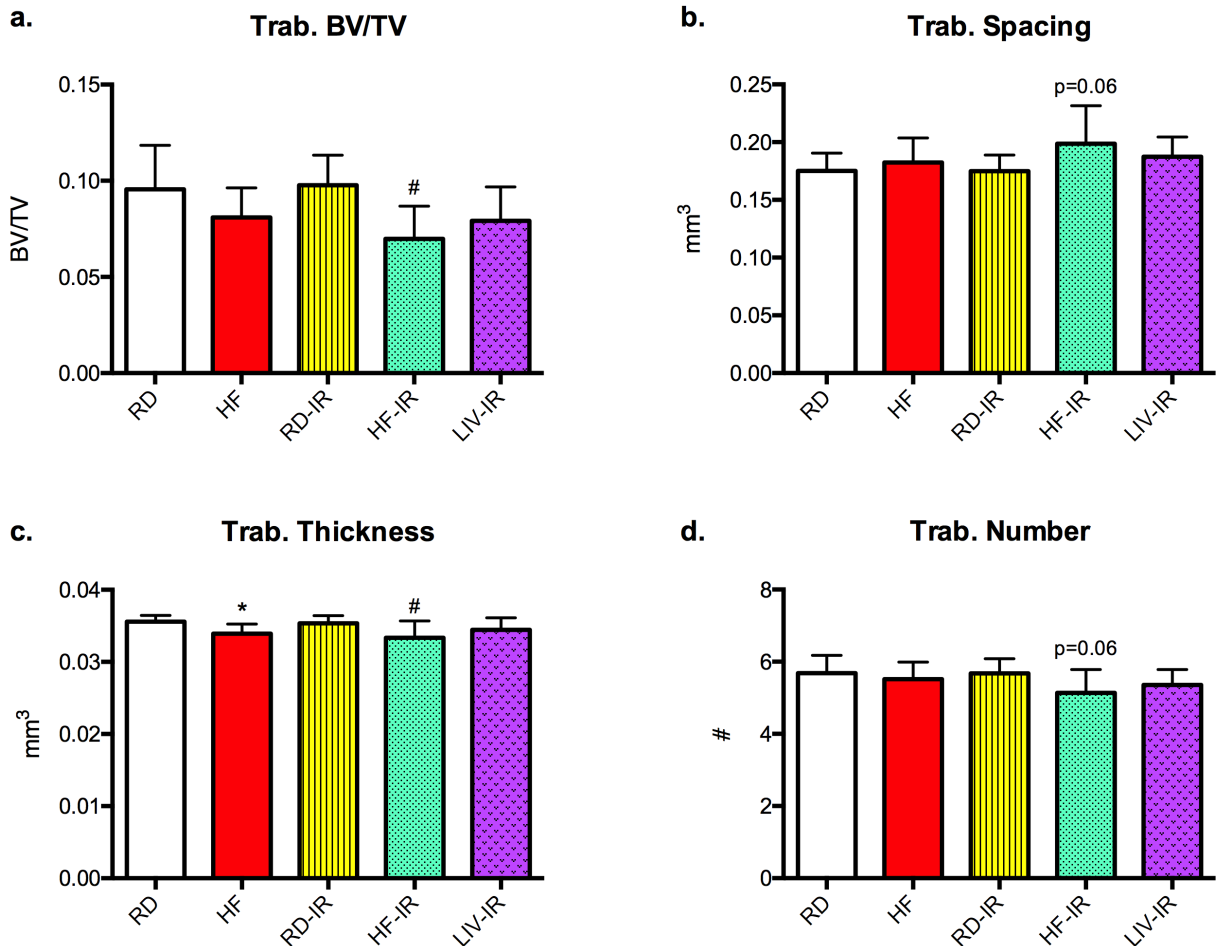 a.
Trab. BV/TV
BV/TV
0.15
0.10
0.05
0.00
#
RD
HF
RD-IR
HF-IR
LIV-IR
b.
Trab. Spacing
mm³
0.25
0.20
0.15
0.10
0.05
0.00
p=0.06
RD
HF
RD-IR
HF-IR
LIV-IR
c.
Trab. Thickness
mm³
0.04
0.03
0.02
0.01
0.00
*
#
RD
HF
RD-IR
HF-IR
LIV-IR
d.
Trab. Number
#
8
6
4
2
0
p=0.06
RD
HF
RD-IR
HF-IR
LIV-IR